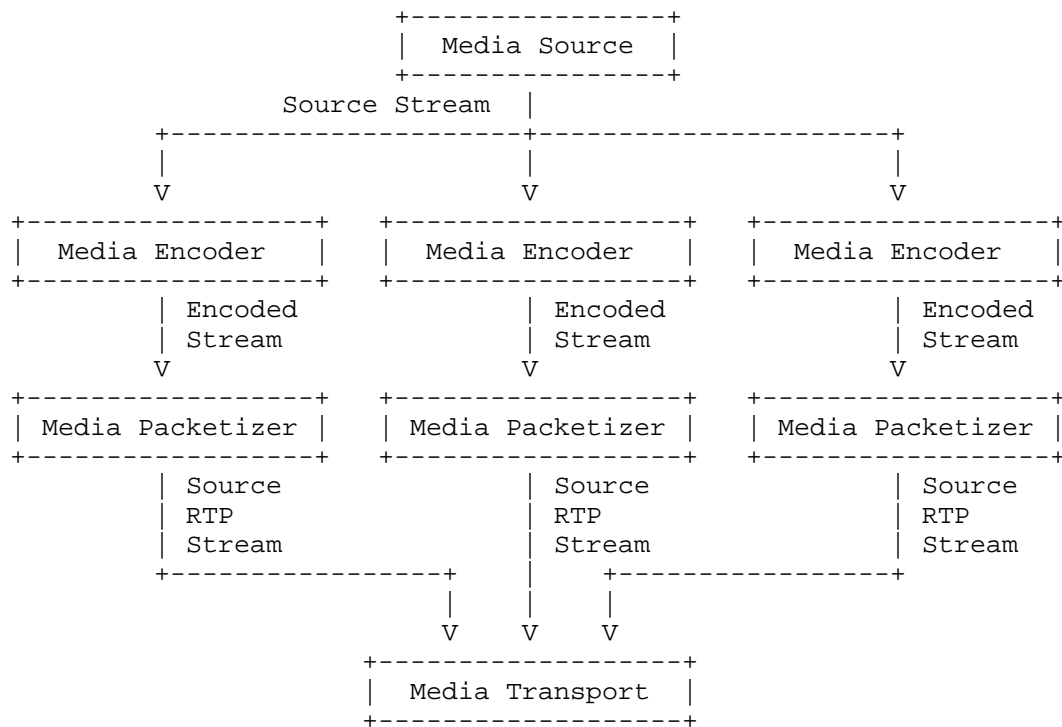 Media Source
Source Stream
V V V
Media Encoder Media Encoder Media Encoder
Encoded Encoded Encoded
Stream Stream Stream
V V V
Media Packetizer Media Packetizer Media Packetizer
Source Source Source
RTP RTP RTP
Stream Stream Stream
V V V
Media Transport